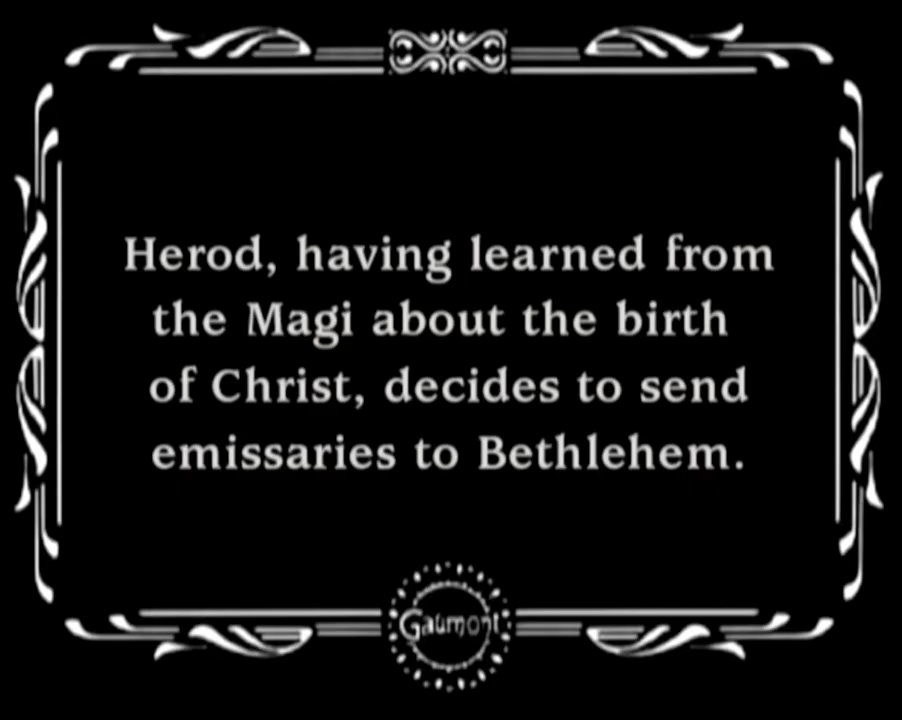 Herod, having learned from
the Magi about the birth
of Christ, decides to send
emissaries to Bethlehem.
Gaumont